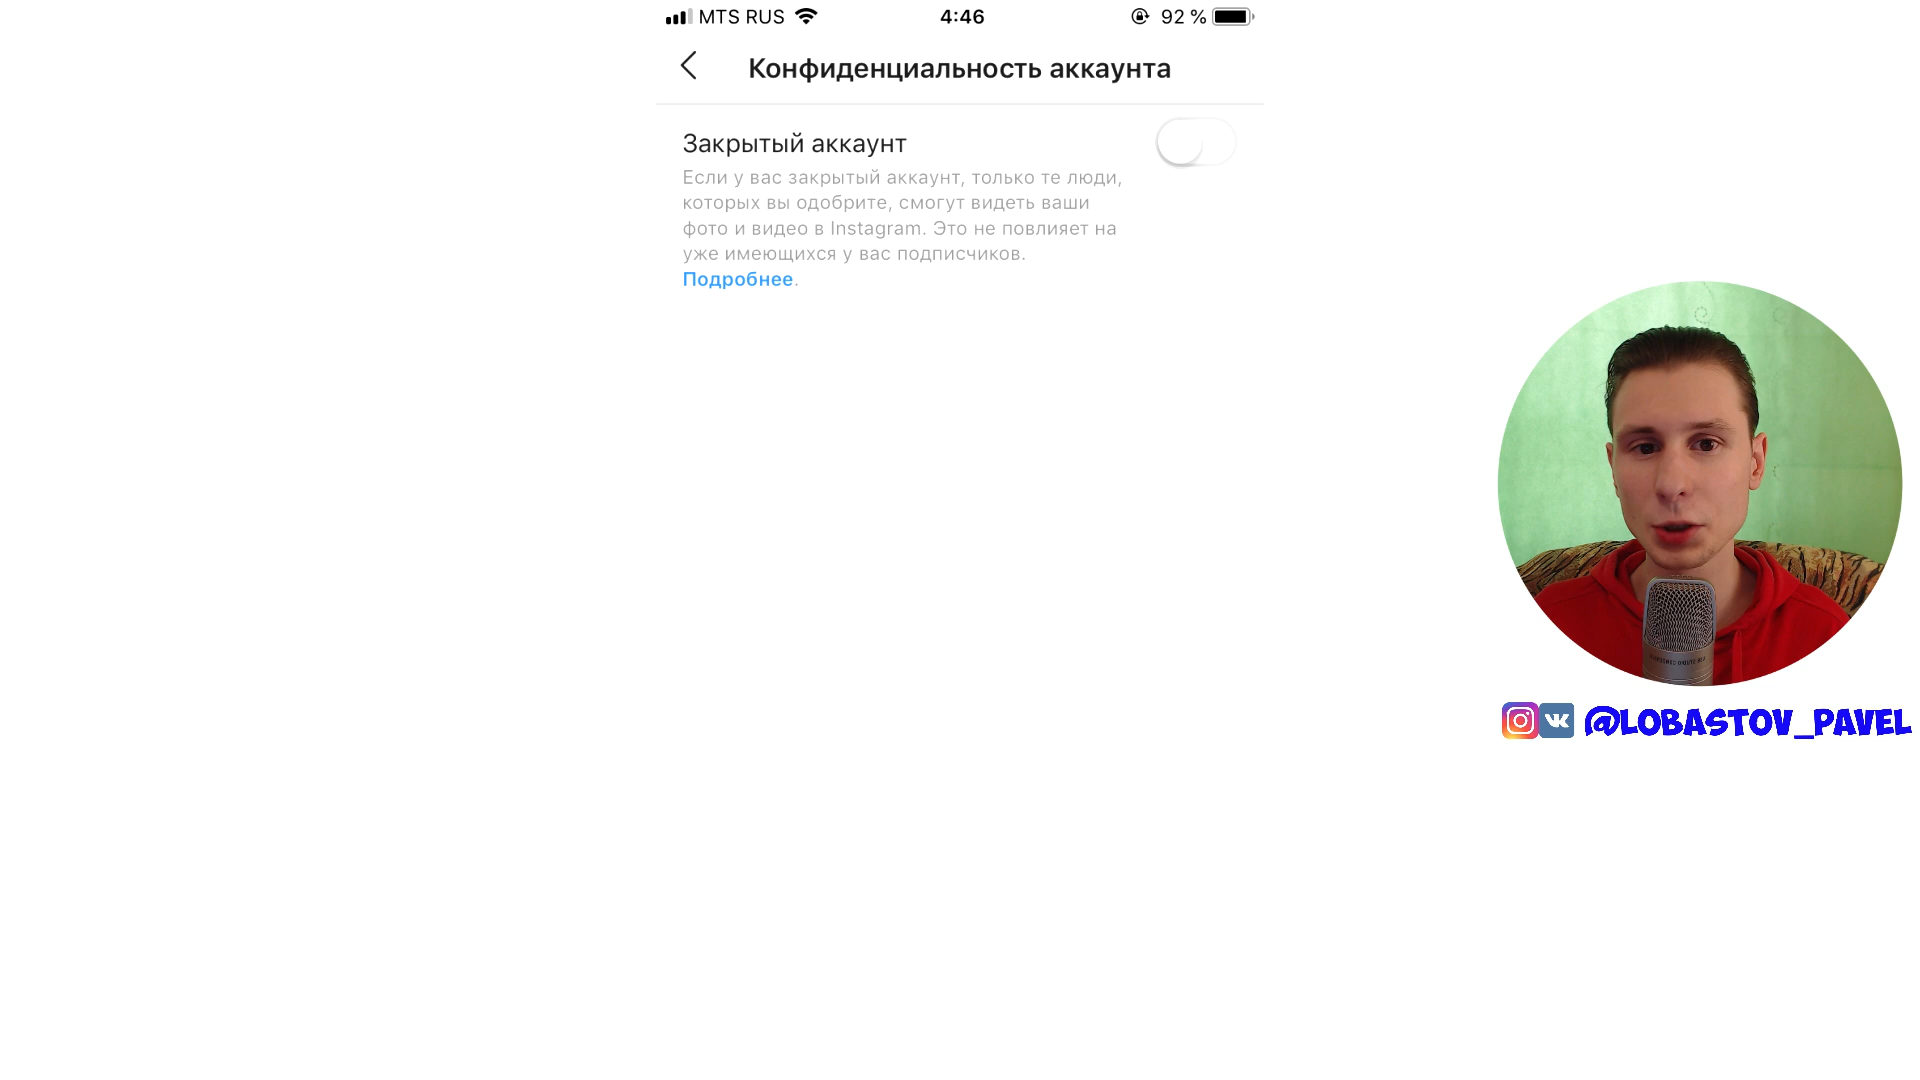 MTS RUS 4:46 92 %
Конфиденциальность аккаунта
Закрытый аккаунт
Если у вас закрытый аккаунт, только те люди,
которых вы одобрите, смогут видеть ваши
фото и видео в Instagram. Это не повлияет на
уже имеющихся у вас подписчиков.
Подробнее.
@LOBASTOV_PAVEL